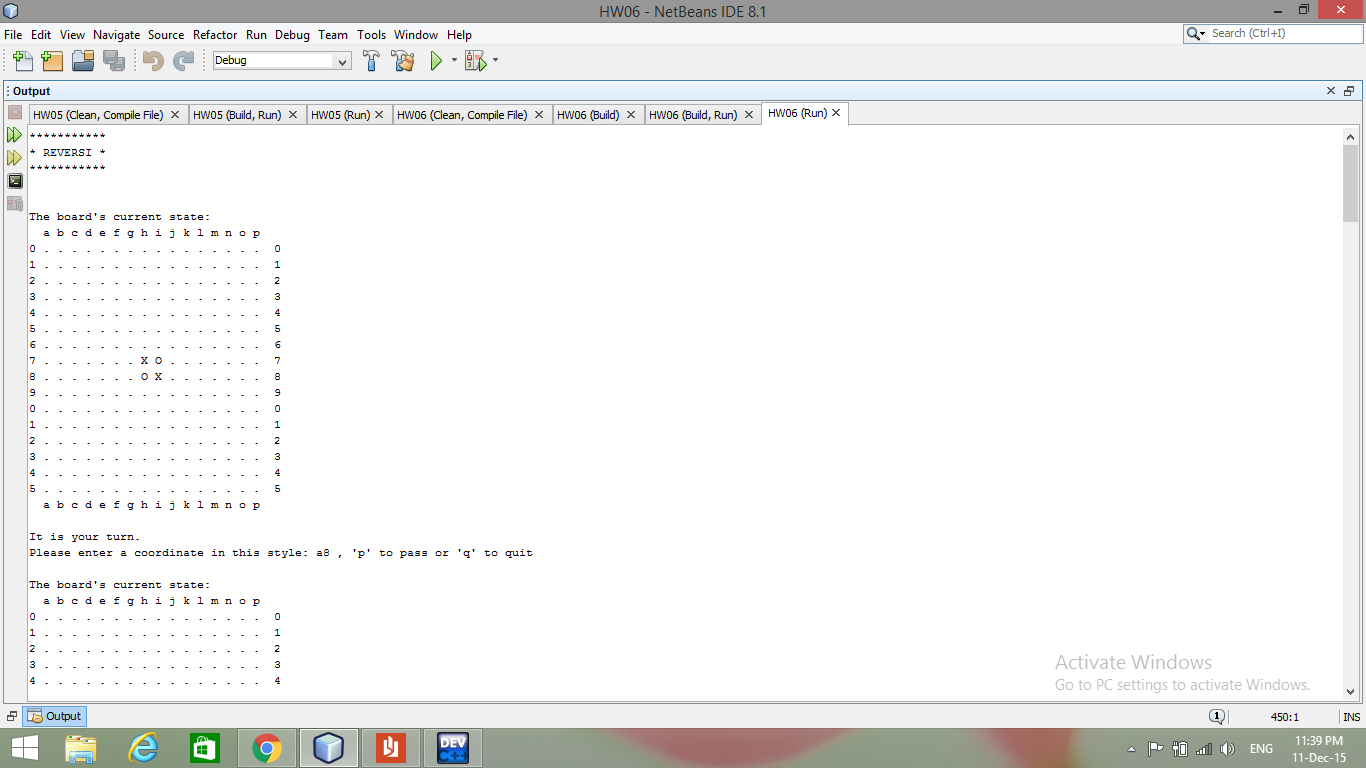 HW06 - NetBeans IDE 8.1
File Edit View Navigate Source Refactor Run Debug Team Tools Window Help
Search (Ctrl+I)
Debug
Output
HW05 (Clean, Compile File) HW05 (Build, Run) HW05 (Run) HW06 (Clean, Compile File) HW06 (Build) HW06 (Build, Run) HW06 (Run)
***********
* REVERSI *
***********
The board's current state:
a b c d e f g h i j k l m n o p
0 . . . . . . . . . . . . . . . . 0
1 . . . . . . . . . . . . . . . . 1
2 . . . . . . . . . . . . . . . . 2
3 . . . . . . . . . . . . . . . . 3
4 . . . . . . . . . . . . . . . . 4
5 . . . . . . . . . . . . . . . . 5
6 . . . . . . . . . . . . . . . . 6
7 . . . . . . . X O . . . . . . . 7
8 . . . . . . . O X . . . . . . . 8
9 . . . . . . . . . . . . . . . . 9
0 . . . . . . . . . . . . . . . . 0
1 . . . . . . . . . . . . . . . . 1
2 . . . . . . . . . . . . . . . . 2
3 . . . . . . . . . . . . . . . . 3
4 . . . . . . . . . . . . . . . . 4
5 . . . . . . . . . . . . . . . . 5
a b c d e f g h i j k l m n o p
It is your turn.
Please enter a coordinate in this style: a8 , 'p' to pass or 'q' to quit
The board's current state:
a b c d e f g h i j k l m n o p
0 . . . . . . . . . . . . . . . . 0
1 . . . . . . . . . . . . . . . . 1
2 . . . . . . . . . . . . . . . . 2
3 . . . . . . . . . . . . . . . . 3
4 . . . . . . . . . . . . . . . . 4
Activate Windows
Go to PC settings to activate Windows.
Output
1
450:1
INS
DEV
C++
ENG
11:39 PM
11-Dec-15